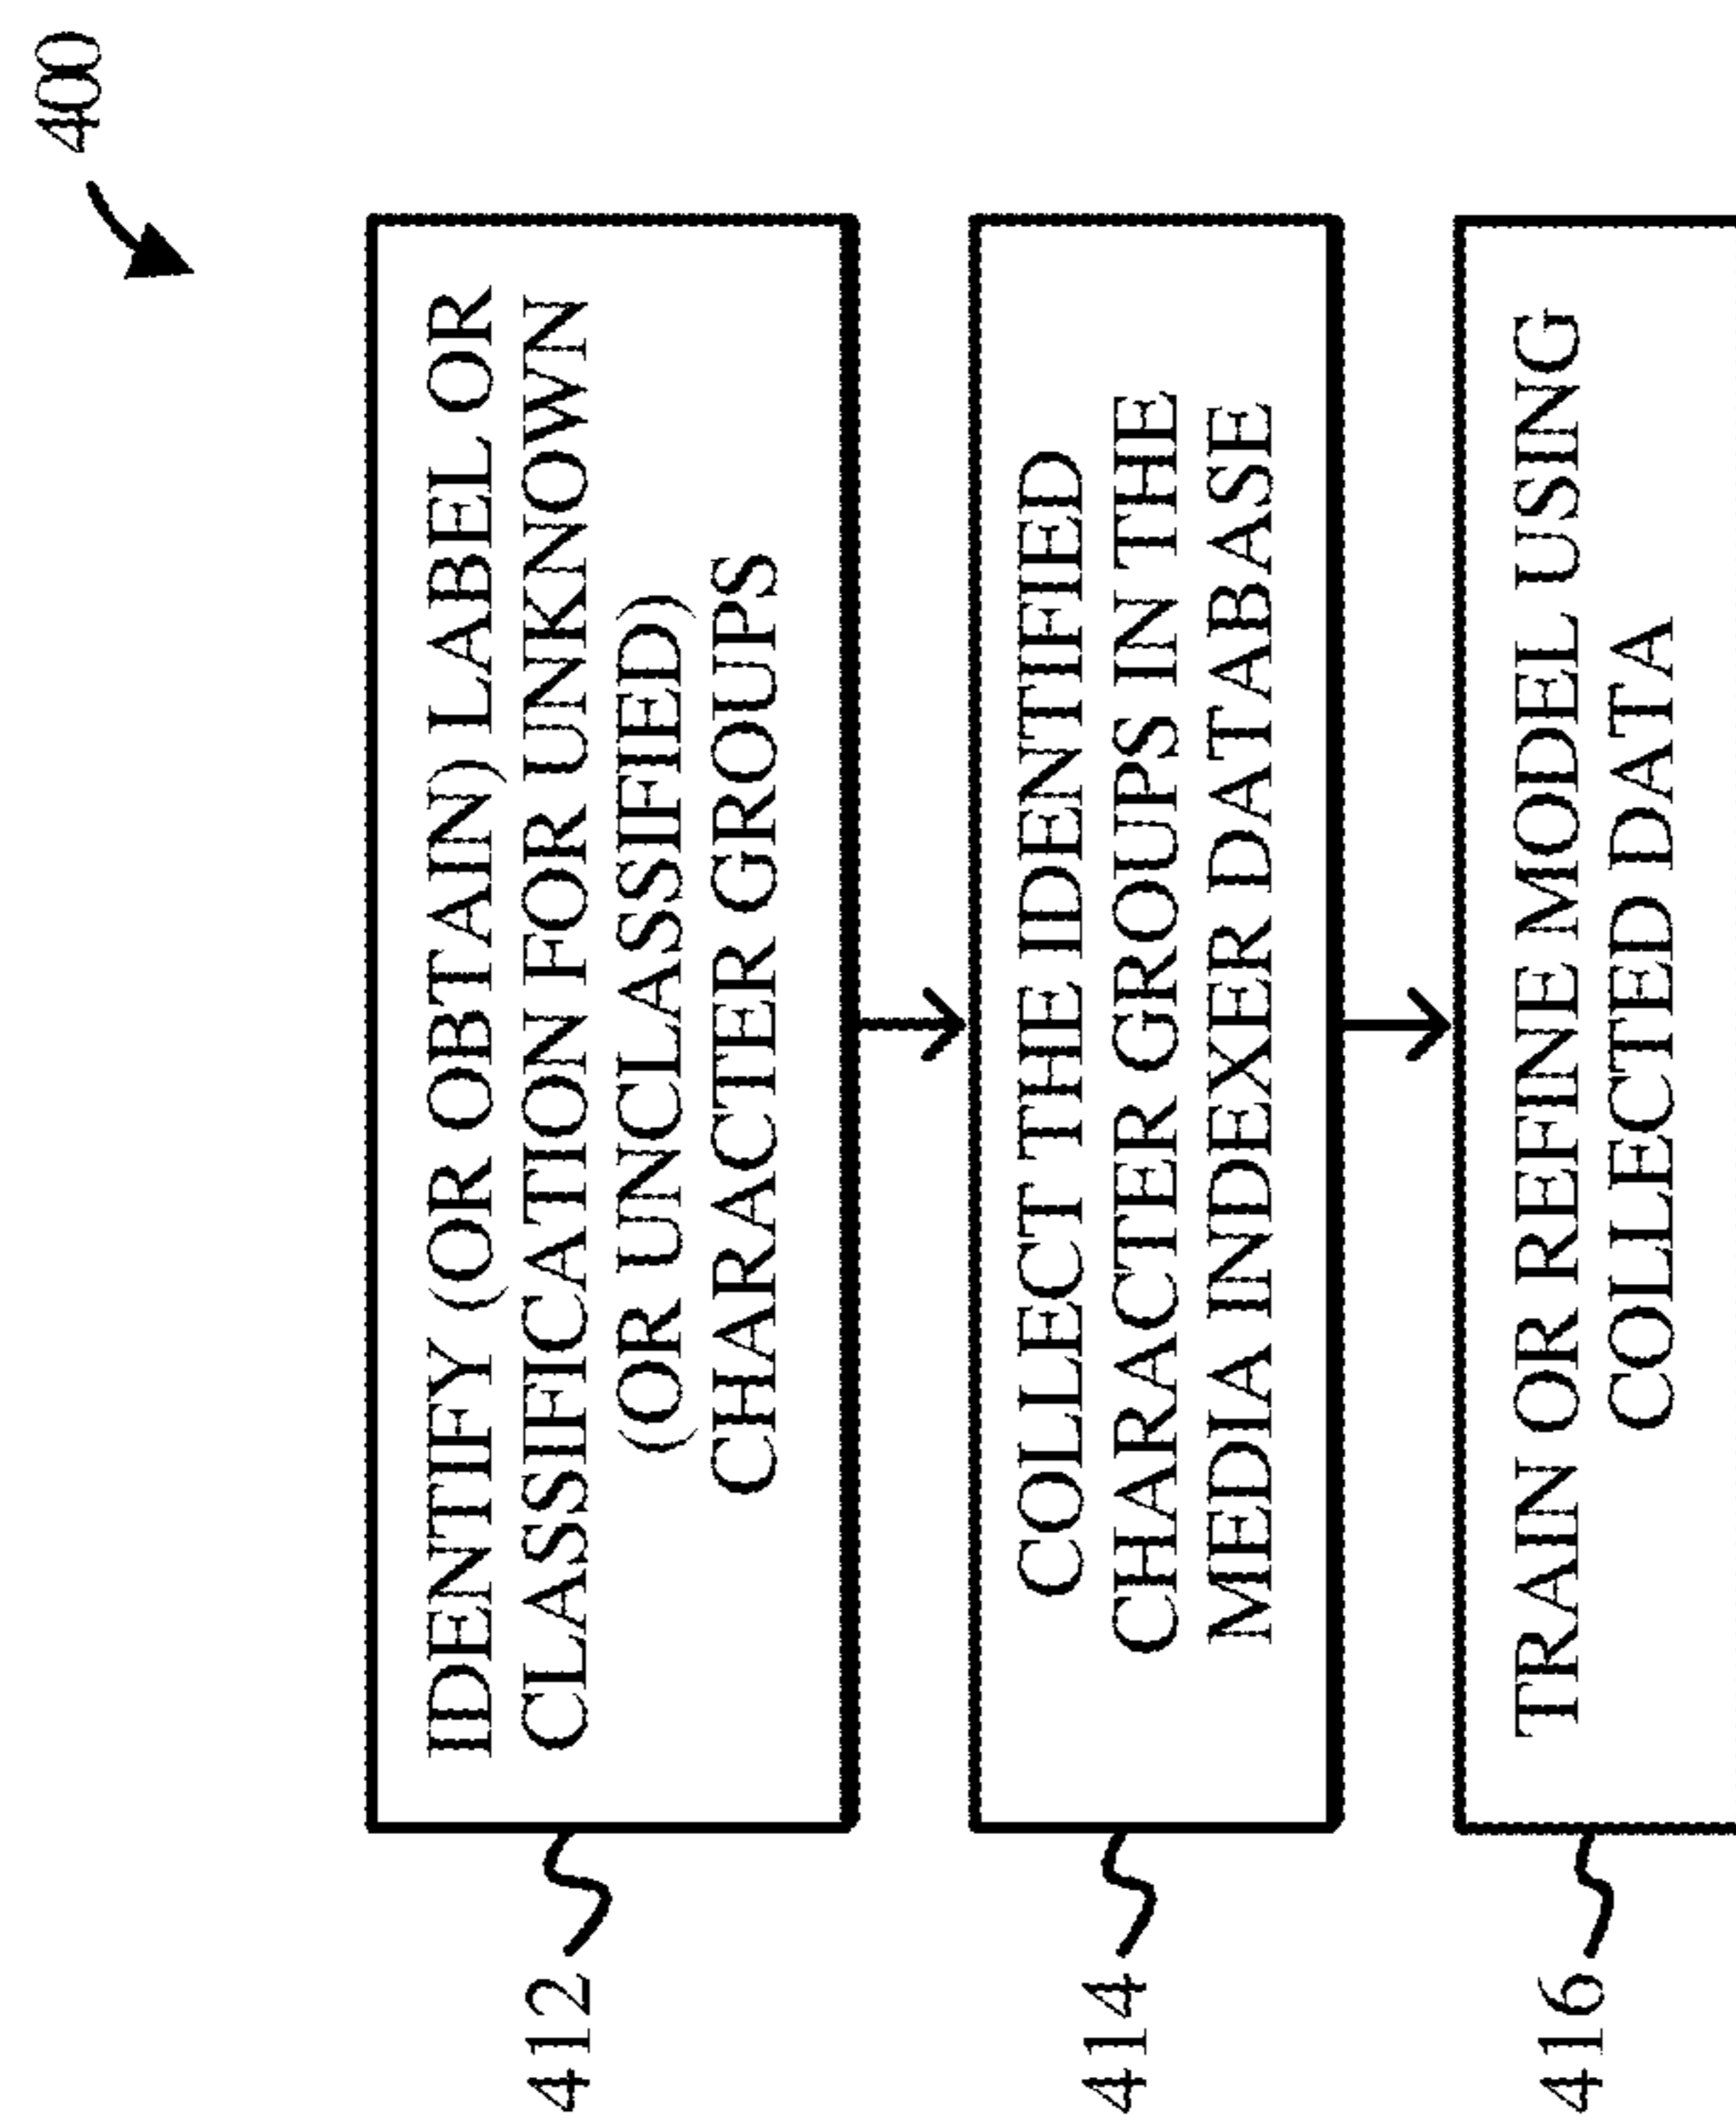 400
IDENTIFY (OR OBTAIN) LABEL OR
CLASSIFICATION FOR UNKNOWN
(OR UNCLASSIFIED)
CHARACTER GROUPS
412
COLLECT THE IDENTIFIED
CHARACTER GROUPS IN THE
MEDIA INDEXER DATABASE
414
TRAIN OR REFINE MODEL USING
COLLECTED DATA
416